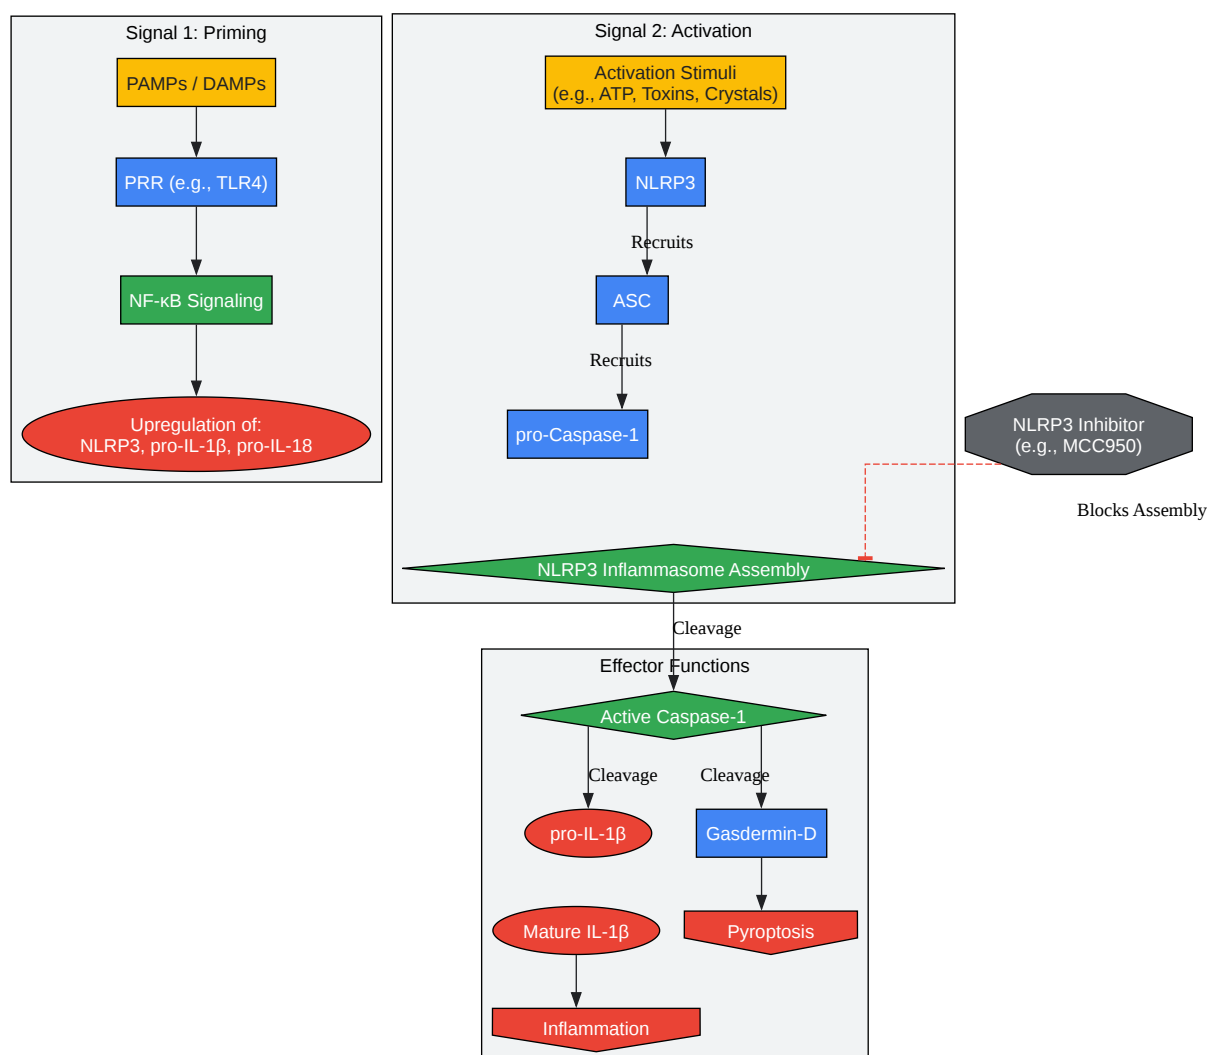 Signal 1: Priming
PAMPs / DAMPs
PRR (e.g., TLR4)
NF-κB Signaling
Upregulation of:
NLRP3, pro-IL-1β, pro-IL-18
Signal 2: Activation
Activation Stimuli
(e.g., ATP, Toxins, Crystals)
NLRP3
Recruits
ASC
Recruits
pro-Caspase-1
NLRP3 Inhibitor
(e.g., MCC950)
Blocks Assembly
NLRP3 Inflammasome Assembly
Cleavage
Effector Functions
Active Caspase-1
Cleavage
Cleavage
pro-IL-1β
Gasdermin-D
Mature IL-1β
Pyroptosis
Inflammation